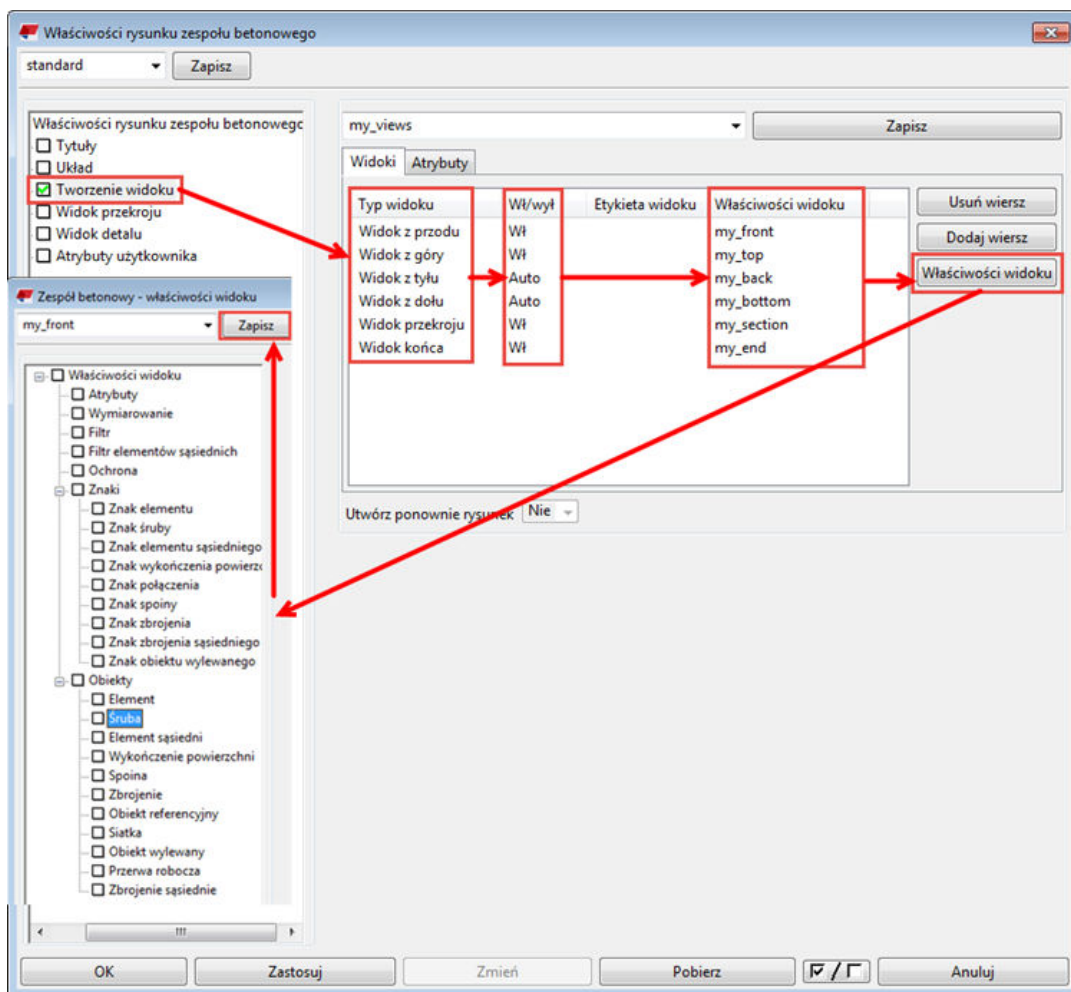 Właściwości rysunku zespołu betonowego
standard
Zapisz
Właściwości rysunku zespołu betonowegc
Tytuły
Układ
Tworzenie widoku
Widok przekroju
Widok detalu
Atrybuty użytkownika
my_views
Zapisz
Widoki Atrybuty
Typ widoku Wł/wył Etykieta widoku Właściwości widoku
Widok z przodu Wł my_front
Widok z góry Wł my_top
Widok z tyłu Auto my_back
Widok z dołu Auto my_bottom
Widok przekroju Wł my_section
Widok końca Wł my_end
Usuń wiersz
Dodaj wiersz
Właściwości widoku
Utwórz ponownie rysunek Nie
Zespół betonowy - właściwości widoku
my_front
Zapisz
Właściwości widoku
Atrybuty
Wymiarowanie
Filtr
Filtr elementów sąsiednich
Ochrona
Znaki
Znak elementu
Znak śruby
Znak elementu sąsiedniego
Znak wykończenia powierz
Znak połączenia
Znak spoiny
Znak zbrojenia
Znak zbrojenia sąsiedniego
Znak obiektu wylewanego
Obiekty
Element
Śruba
Element sąsiedni
Wykończenie powierzchni
Spoina
Zbrojenie
Obiekt referencyjny
Siatka
Obiekt wylewany
Przerwa robocza
Zbrojenie sąsiednie
OK Zastosuj Zmień Pobierz / Anuluj